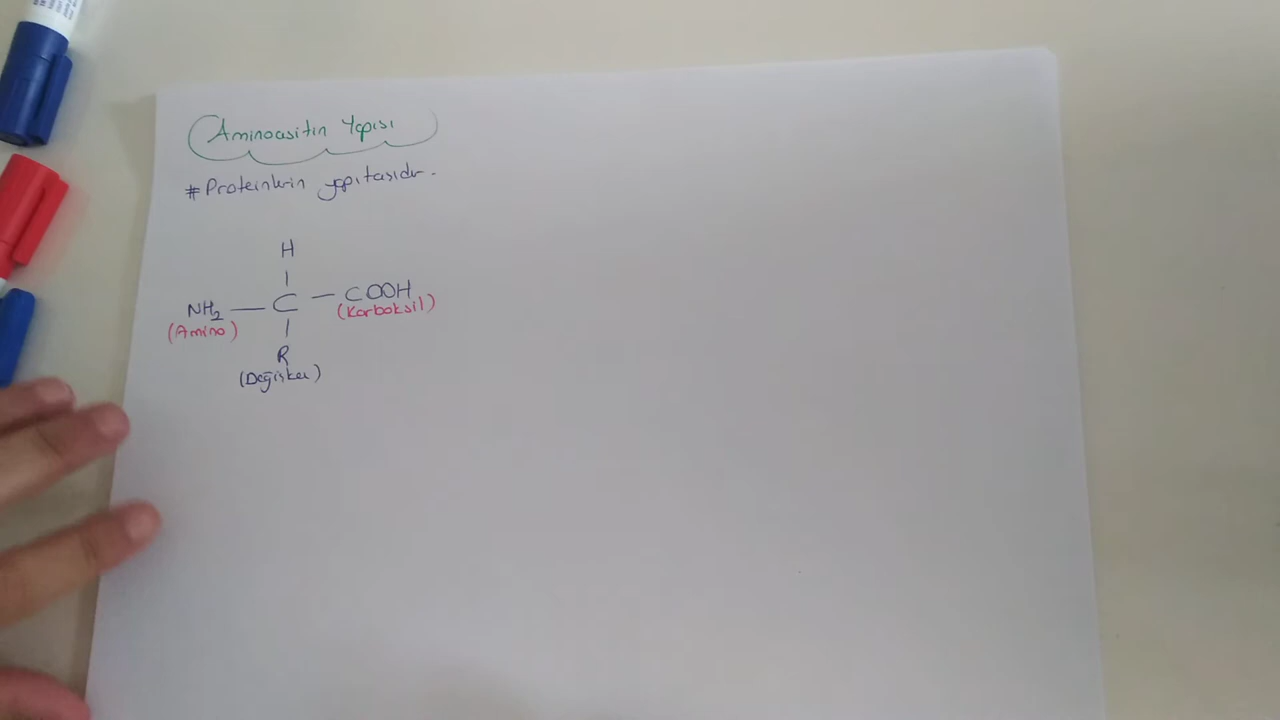 Aminoasitin Yapısı
#Proteinlerin yapıtaşıdır.
H
NH2 — C — COOH
(Amino) (Karboksil)
R
(Değişken)